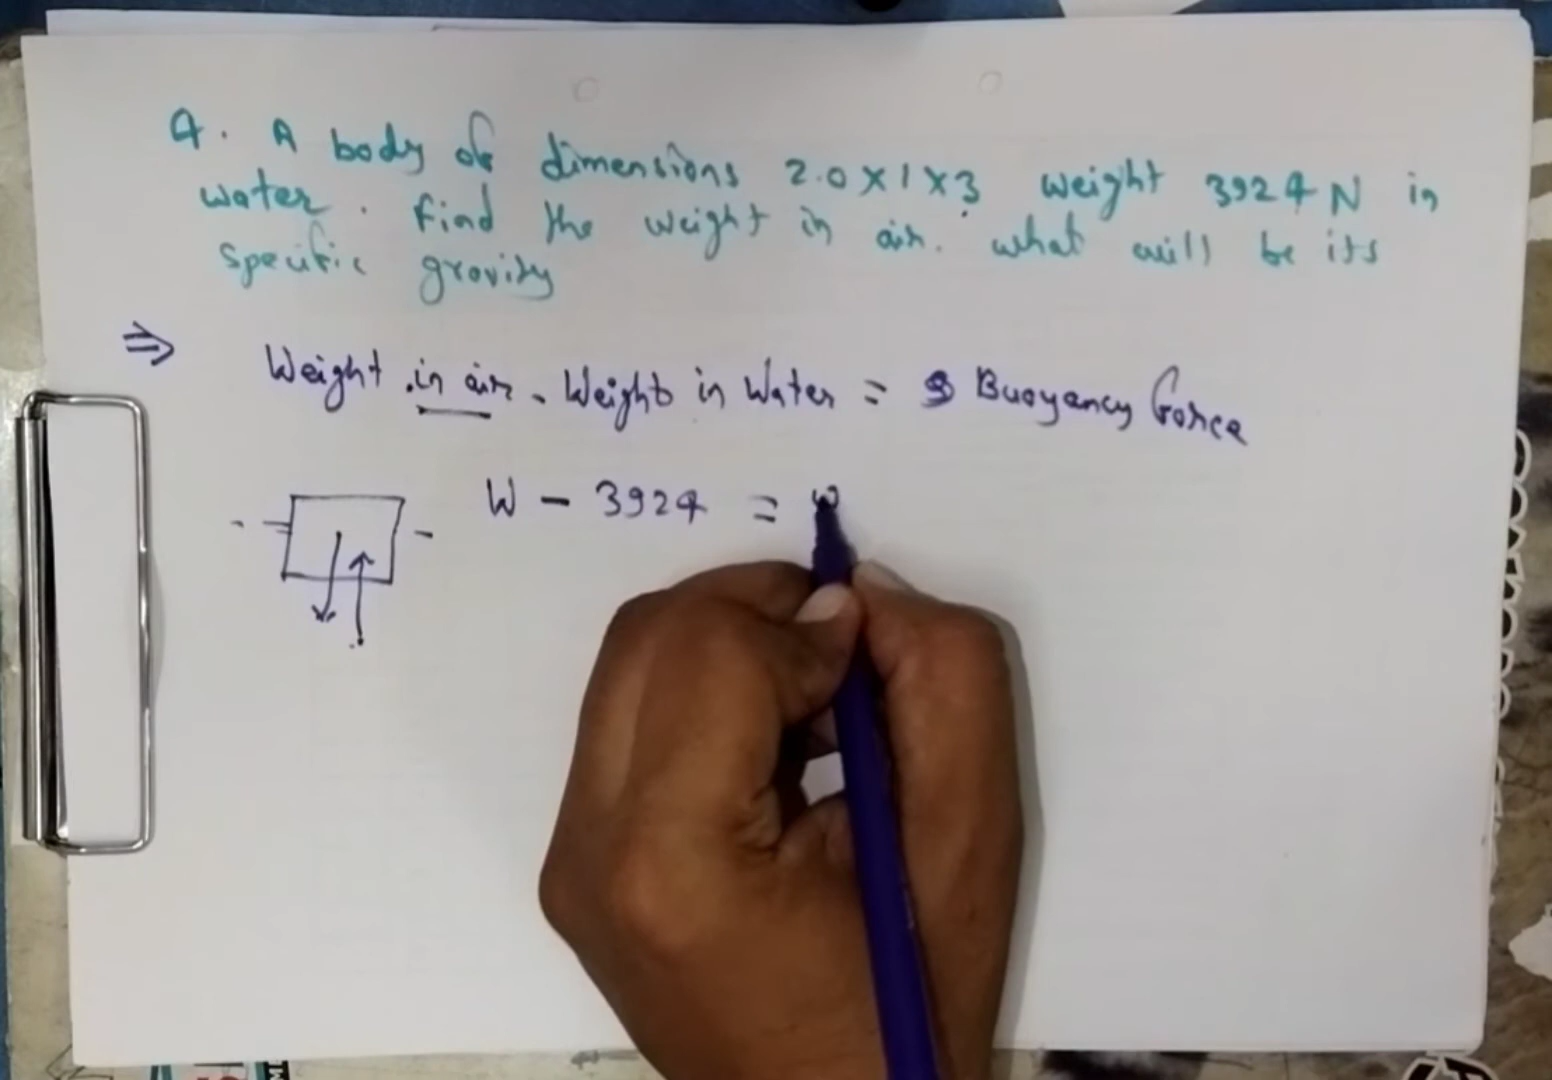 Q. A body of dimensions 2.0 x 1 x 3 weight 3924 N in
water. Find the weight in air. What will be its
specific gravity
⇒ Weight in air - Weight in Water = Buoyancy force
W - 3924 = w